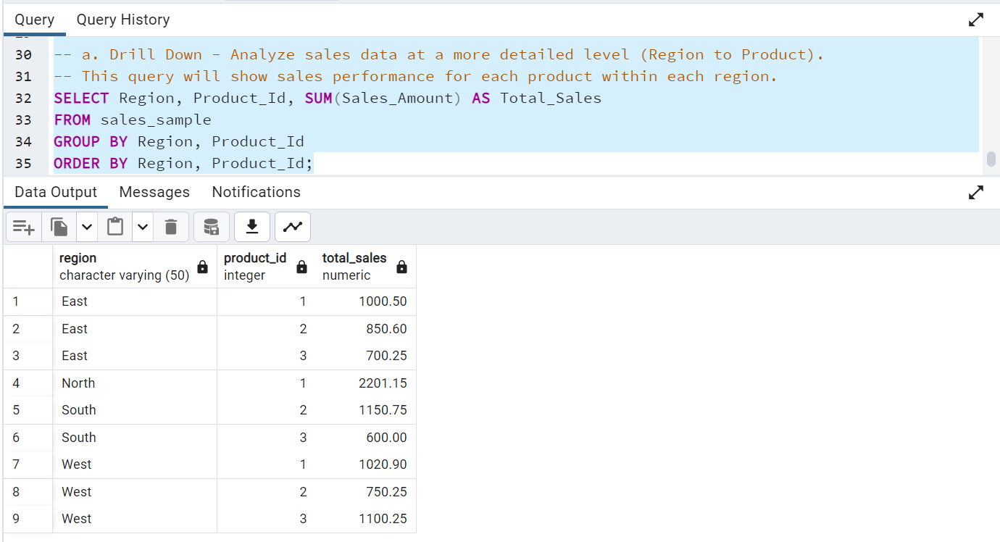 Query Query History
30 -- a. Drill Down - Analyze sales data at a more detailed level (Region to Product).
31 -- This query will show sales performance for each product within each region.
32 SELECT Region, Product_Id, SUM(Sales_Amount) AS Total_Sales
33 FROM sales_sample
34 GROUP BY Region, Product_Id
35 ORDER BY Region, Product_Id;
Data Output Messages Notifications
region product_id total_sales
character varying (50) integer numeric
1 East 1 1000.50
2 East 2 850.60
3 East 3 700.25
4 North 1 2201.15
5 South 2 1150.75
6 South 3 600.00
7 West 1 1020.90
8 West 2 750.25
9 West 3 1100.25